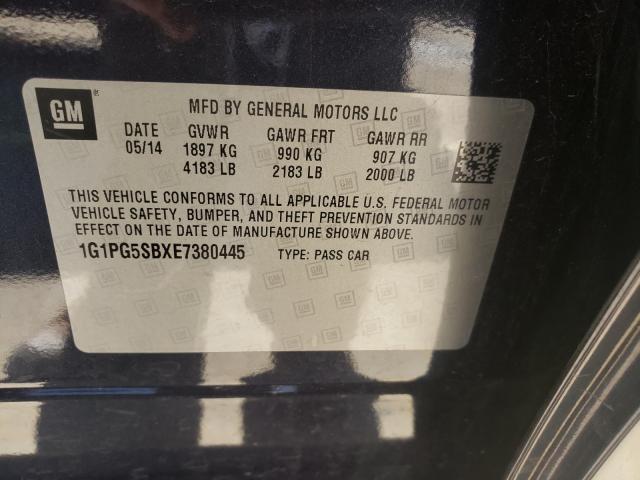 GM ®
MFD BY GENERAL MOTORS LLC
DATE GVWR GAWR FRT GAWR RR
05/14 1897 KG 990 KG 907 KG
4183 LB 2183 LB 2000 LB
THIS VEHICLE CONFORMS TO ALL APPLICABLE U.S. FEDERAL MOTOR
VEHICLE SAFETY, BUMPER, AND THEFT PREVENTION STANDARDS IN
EFFECT ON THE DATE OF MANUFACTURE SHOWN ABOVE.
1G1PG5SBXE7380445 TYPE: PASS CAR